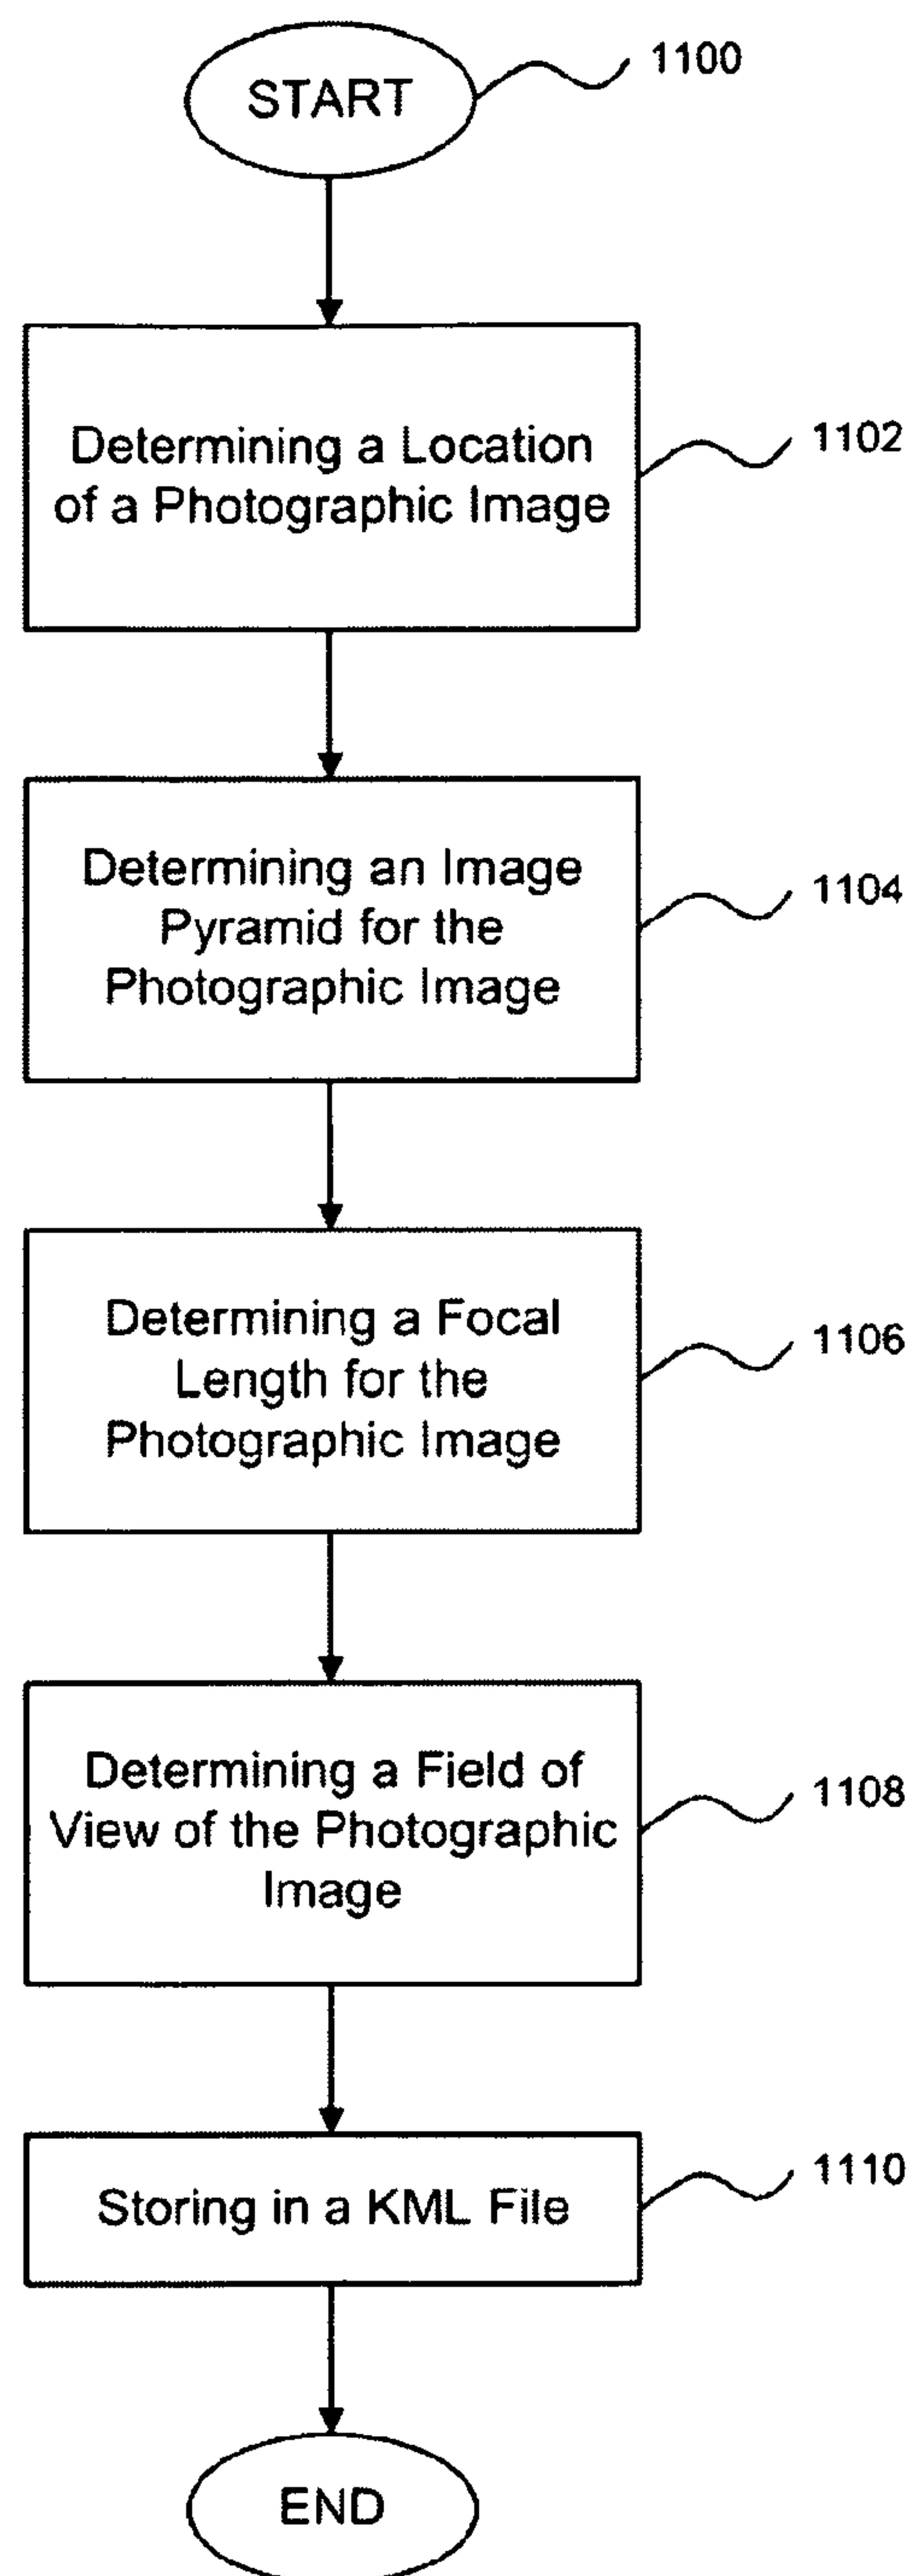 START
1100
Determining a Location
of a Photographic Image
1102
Determining an Image
Pyramid for the
Photographic Image
1104
Determining a Focal
Length for the
Photographic Image
1106
Determining a Field of
View of the Photographic
Image
1108
Storing in a KML File
1110
END